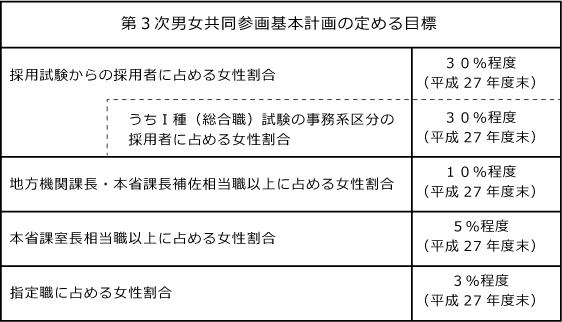 第３次男女共同参画基本計画の定める目標
採用試験からの採用者に占める女性割合
３０％程度
（平成 27 年度末）
うちⅠ種（総合職）試験の事務系区分の
採用者に占める女性割合
３０％程度
（平成 27 年度末）
地方機関課長・本省課長補佐相当職以上に占める女性割合
１０％程度
（平成 27 年度末）
本省課室長相当職以上に占める女性割合
５％程度
（平成 27 年度末）
指定職に占める女性割合
３％程度
（平成 27 年度末）